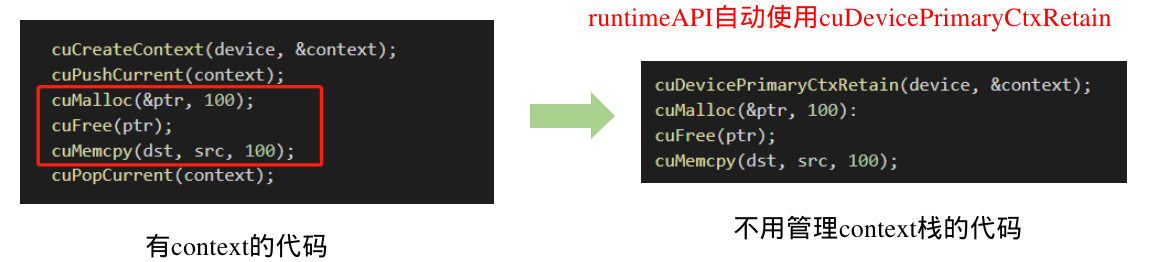 cuCreateContext(device, &context);
cuPushCurrent(context);
cuMalloc(&ptr, 100);
cuFree(ptr);
cuMemcpy(dst, src, 100);
cuPopCurrent(context);
有context的代码
runtimeAPI自动使用cuDevicePrimaryCtxRetain
cuDevicePrimaryCtxRetain(device, &context);
cuMalloc(&ptr, 100):
cuFree(ptr);
cuMemcpy(dst, src, 100);
不用管理context栈的代码